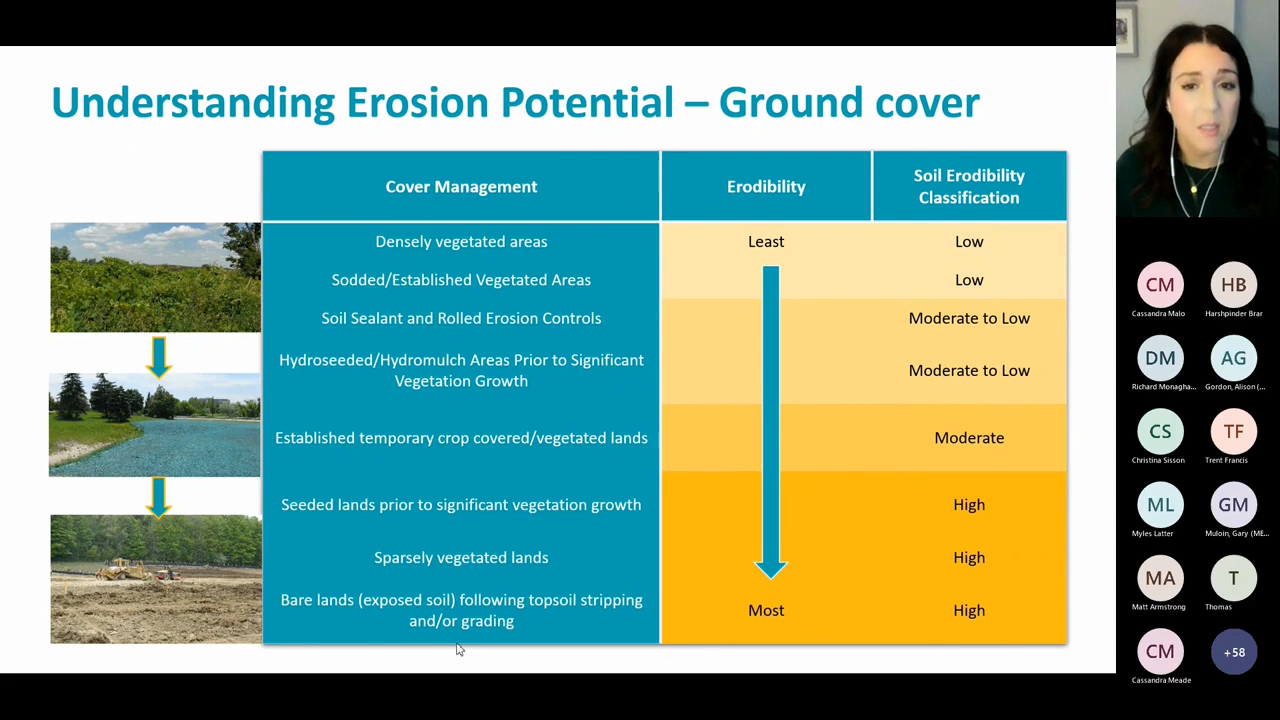 Understanding Erosion Potential – Ground cover
Cover Management
Erodibility
Soil Erodibility
Classification
Densely vegetated areas
Least
Low
Sodded/Established Vegetated Areas
Low
Soil Sealant and Rolled Erosion Controls
Moderate to Low
Hydroseeded/Hydromulch Areas Prior to Significant
Vegetation Growth
Moderate to Low
Established temporary crop covered/vegetated lands
Moderate
Seeded lands prior to significant vegetation growth
High
Sparsely vegetated lands
High
Bare lands (exposed soil) following topsoil stripping
and/or grading
Most
High
CM
Cassandra Malo
HB
Harshpinder Brar
DM
Richard Monagha...
AG
Gordon, Alison (...
CS
Christina Sisson
TF
Trent Francis
ML
Myles Latter
GM
Muloin, Gary (ME...
MA
Matt Armstrong
T
Thomas
CM
Cassandra Meade
+58